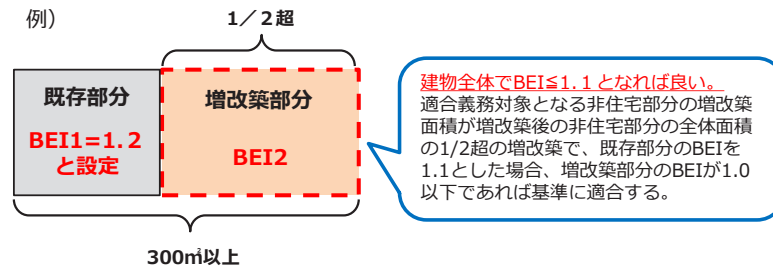 例)
1/2超
既存部分
BEI1=1.2
と設定
増改築部分
BEI2
300㎡以上
建物全体でBEI≦1.1となれば良い。
適合義務対象となる非住宅部分の増改築
面積が増改築後の非住宅部分の全体面積
の1/2超の増改築で、既存部分のBEIを
1.1とした場合、増改築部分のBEIが1.0
以下であれば基準に適合する。